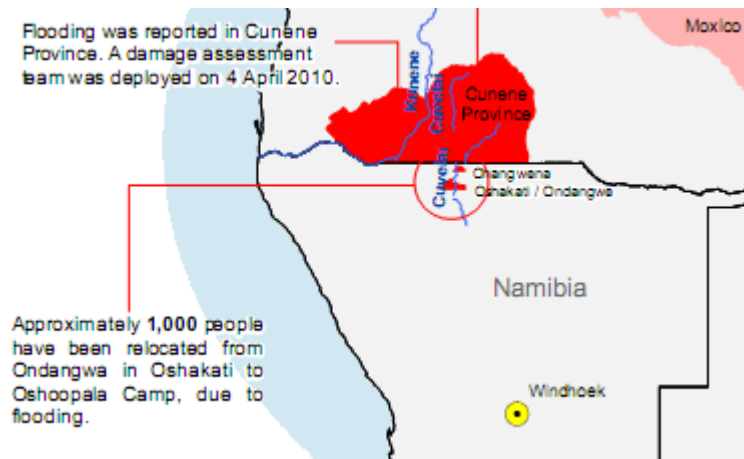 Flooding was reported in Cunene
Province. A damage assessment
team was deployed on 4 April 2010.
Moxico
Kunene
Cuvelai
Cunene
Province
Cuvelai
Ohangwena
Oshakati / Ondangwa
Namibia
Approximately 1,000 people
have been relocated from
Ondangwa in Oshakati to
Oshoopala Camp, due to
flooding.
Windhoek